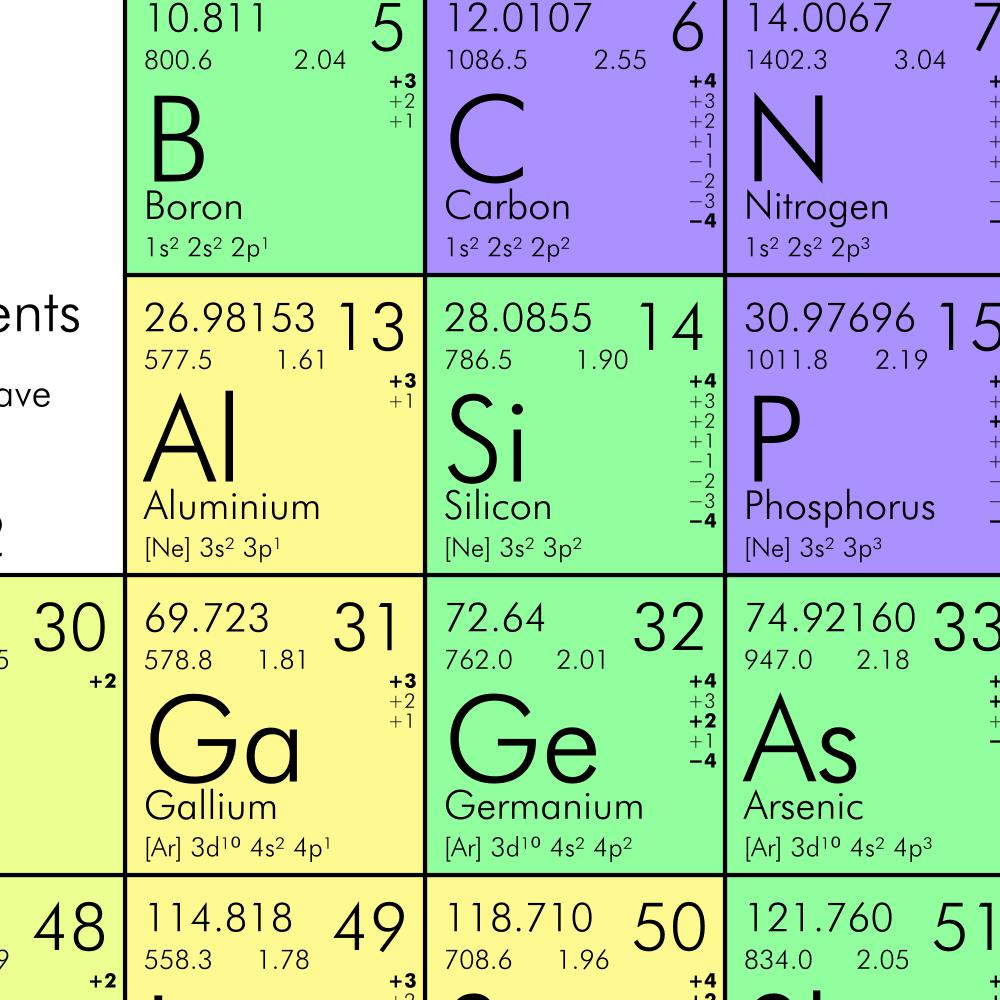 10.811 5
800.6 2.04
+3
+2
+1
B
Boron
1s² 2s² 2p¹
12.0107 6
1086.5 2.55
+4
+3
+2
+1
−1
−2
−3
−4
C
Carbon
1s² 2s² 2p²
14.0067 7
1402.3 3.04
N
Nitrogen
1s² 2s² 2p³
26.98153 13
577.5 1.61
+3
+1
Al
Aluminium
[Ne] 3s² 3p¹
28.0855 14
786.5 1.90
+4
+3
+2
+1
−1
−2
−3
−4
Si
Silicon
[Ne] 3s² 3p²
30.97696 15
1011.8 2.19
P
Phosphorus
[Ne] 3s² 3p³
30
+2
69.723 31
578.8 1.81
+3
+2
+1
Ga
Gallium
[Ar] 3d¹⁰ 4s² 4p¹
72.64 32
762.0 2.01
+4
+3
+2
+1
−4
Ge
Germanium
[Ar] 3d¹⁰ 4s² 4p²
74.92160 33
947.0 2.18
As
Arsenic
[Ar] 3d¹⁰ 4s² 4p³
48
+2
114.818 49
558.3 1.78
+3
118.710 50
708.6 1.96
+4
121.760 51
834.0 2.05